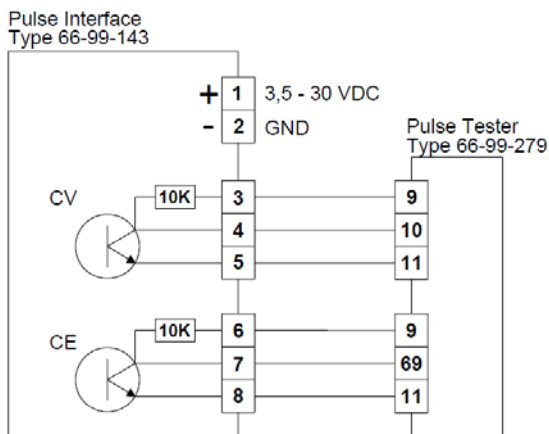 Pulse Interface
Type 66-99-143
+ 1 3,5 - 30 VDC
- 2 GND
Pulse Tester
Type 66-99-279
CV 10K 3 9
4 10
5 11
CE 10K 6 9
7 69
8 11